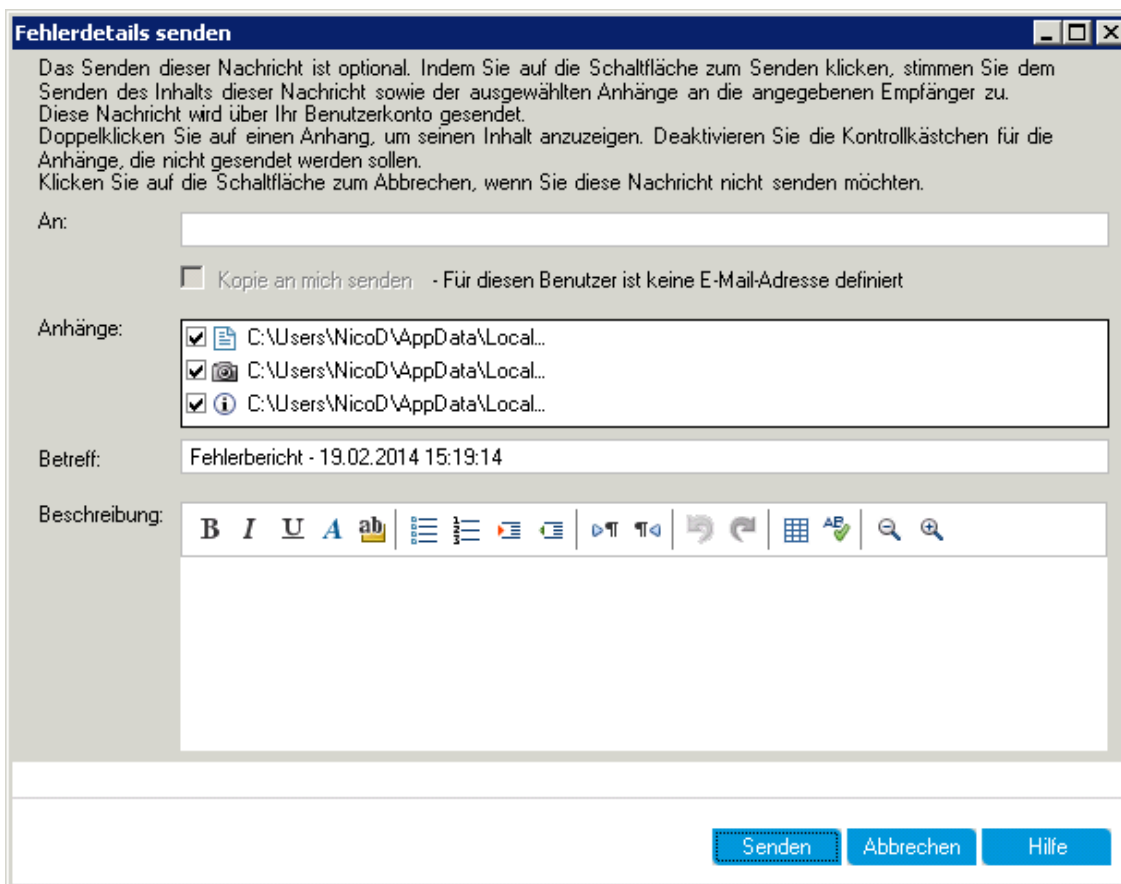 Fehlerdetails senden
Das Senden dieser Nachricht ist optional. Indem Sie auf die Schaltfläche zum Senden klicken, stimmen Sie dem
Senden des Inhalts dieser Nachricht sowie der ausgewählten Anhänge an die angegebenen Empfänger zu.
Diese Nachricht wird über Ihr Benutzerkonto gesendet.
Doppelklicken Sie auf einen Anhang, um seinen Inhalt anzuzeigen. Deaktivieren Sie die Kontrollkästchen für die
Anhänge, die nicht gesendet werden sollen.
Klicken Sie auf die Schaltfläche zum Abbrechen, wenn Sie diese Nachricht nicht senden möchten.
An:
Kopie an mich senden - Für diesen Benutzer ist keine E-Mail-Adresse definiert
Anhänge:
C:\Users\NicoD\AppData\Local...
C:\Users\NicoD\AppData\Local...
C:\Users\NicoD\AppData\Local...
Betreff: Fehlerbericht - 19.02.2014 15:19:14
Beschreibung:
B I U A ab
Senden Abbrechen Hilfe